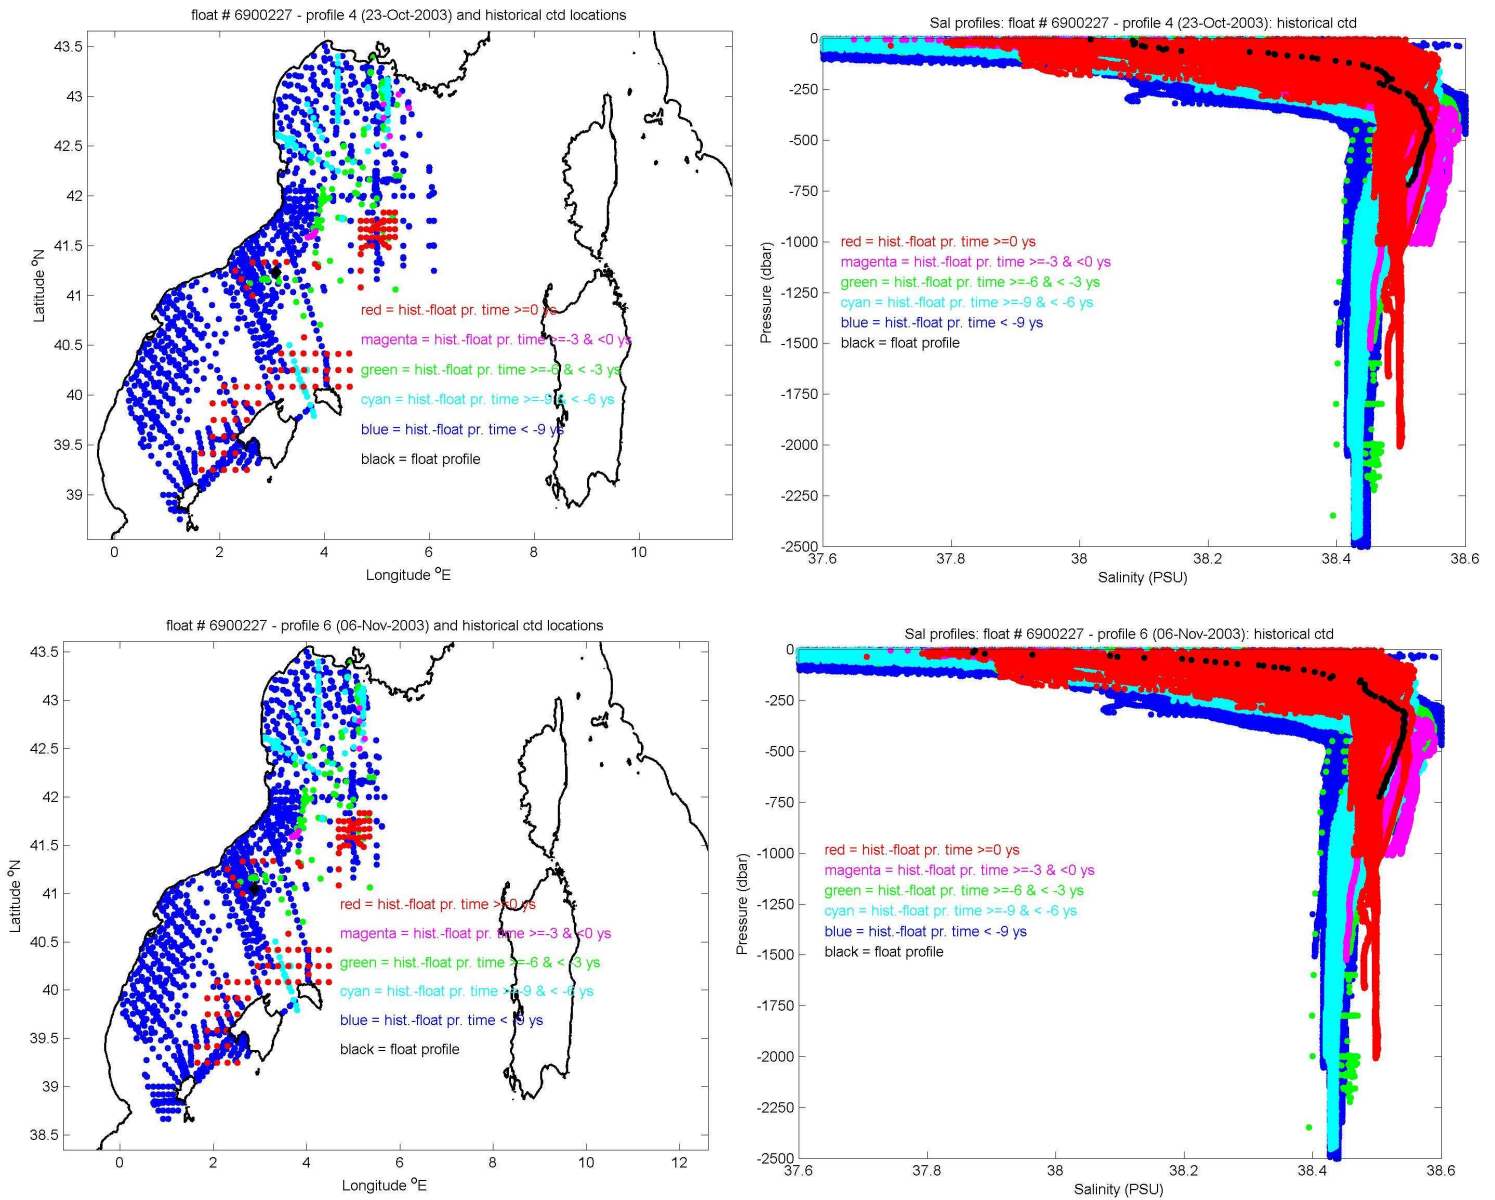 float # 6900227 - profile 4 (23-Oct-2003) and historical ctd locations
43.5
43
42.5
42
41.5
41
40.5
40
39.5
39
Latitude °N
0 2 4 6 8 10
Longitude °E
red = hist.-float pr. time >=0 ys
magenta = hist.-float pr. time >=-3 & <0 ys
green = hist.-float pr. time >=-6 & < -3 ys
cyan = hist.-float pr. time >=-9 & < -6 ys
blue = hist.-float pr. time < -9 ys
black = float profile
Sal profiles: float # 6900227 - profile 4 (23-Oct-2003): historical ctd
0
-250
-500
-750
-1000
-1250
-1500
-1750
-2000
-2250
-2500
Pressure (dbar)
37.6 37.8 38 38.2 38.4 38.6
Salinity (PSU)
red = hist.-float pr. time >=0 ys
magenta = hist.-float pr. time >=-3 & <0 ys
green = hist.-float pr. time >=-6 & < -3 ys
cyan = hist.-float pr. time >=-9 & < -6 ys
blue = hist.-float pr. time < -9 ys
black = float profile
float # 6900227 - profile 6 (06-Nov-2003) and historical ctd locations
43.5
43
42.5
42
41.5
41
40.5
40
39.5
39
38.5
Latitude °N
0 2 4 6 8 10 12
Longitude °E
red = hist.-float pr. time >=0 ys
magenta = hist.-float pr. time >=-3 & <0 ys
green = hist.-float pr. time >=-6 & < -3 ys
cyan = hist.-float pr. time >=-9 & < -6 ys
blue = hist.-float pr. time < -9 ys
black = float profile
Sal profiles: float # 6900227 - profile 6 (06-Nov-2003): historical ctd
0
-250
-500
-750
-1000
-1250
-1500
-1750
-2000
-2250
-2500
Pressure (dbar)
37.6 37.8 38 38.2 38.4 38.6
Salinity (PSU)
red = hist.-float pr. time >=0 ys
magenta = hist.-float pr. time >=-3 & <0 ys
green = hist.-float pr. time >=-6 & < -3 ys
cyan = hist.-float pr. time >=-9 & < -6 ys
blue = hist.-float pr. time < -9 ys
black = float profile